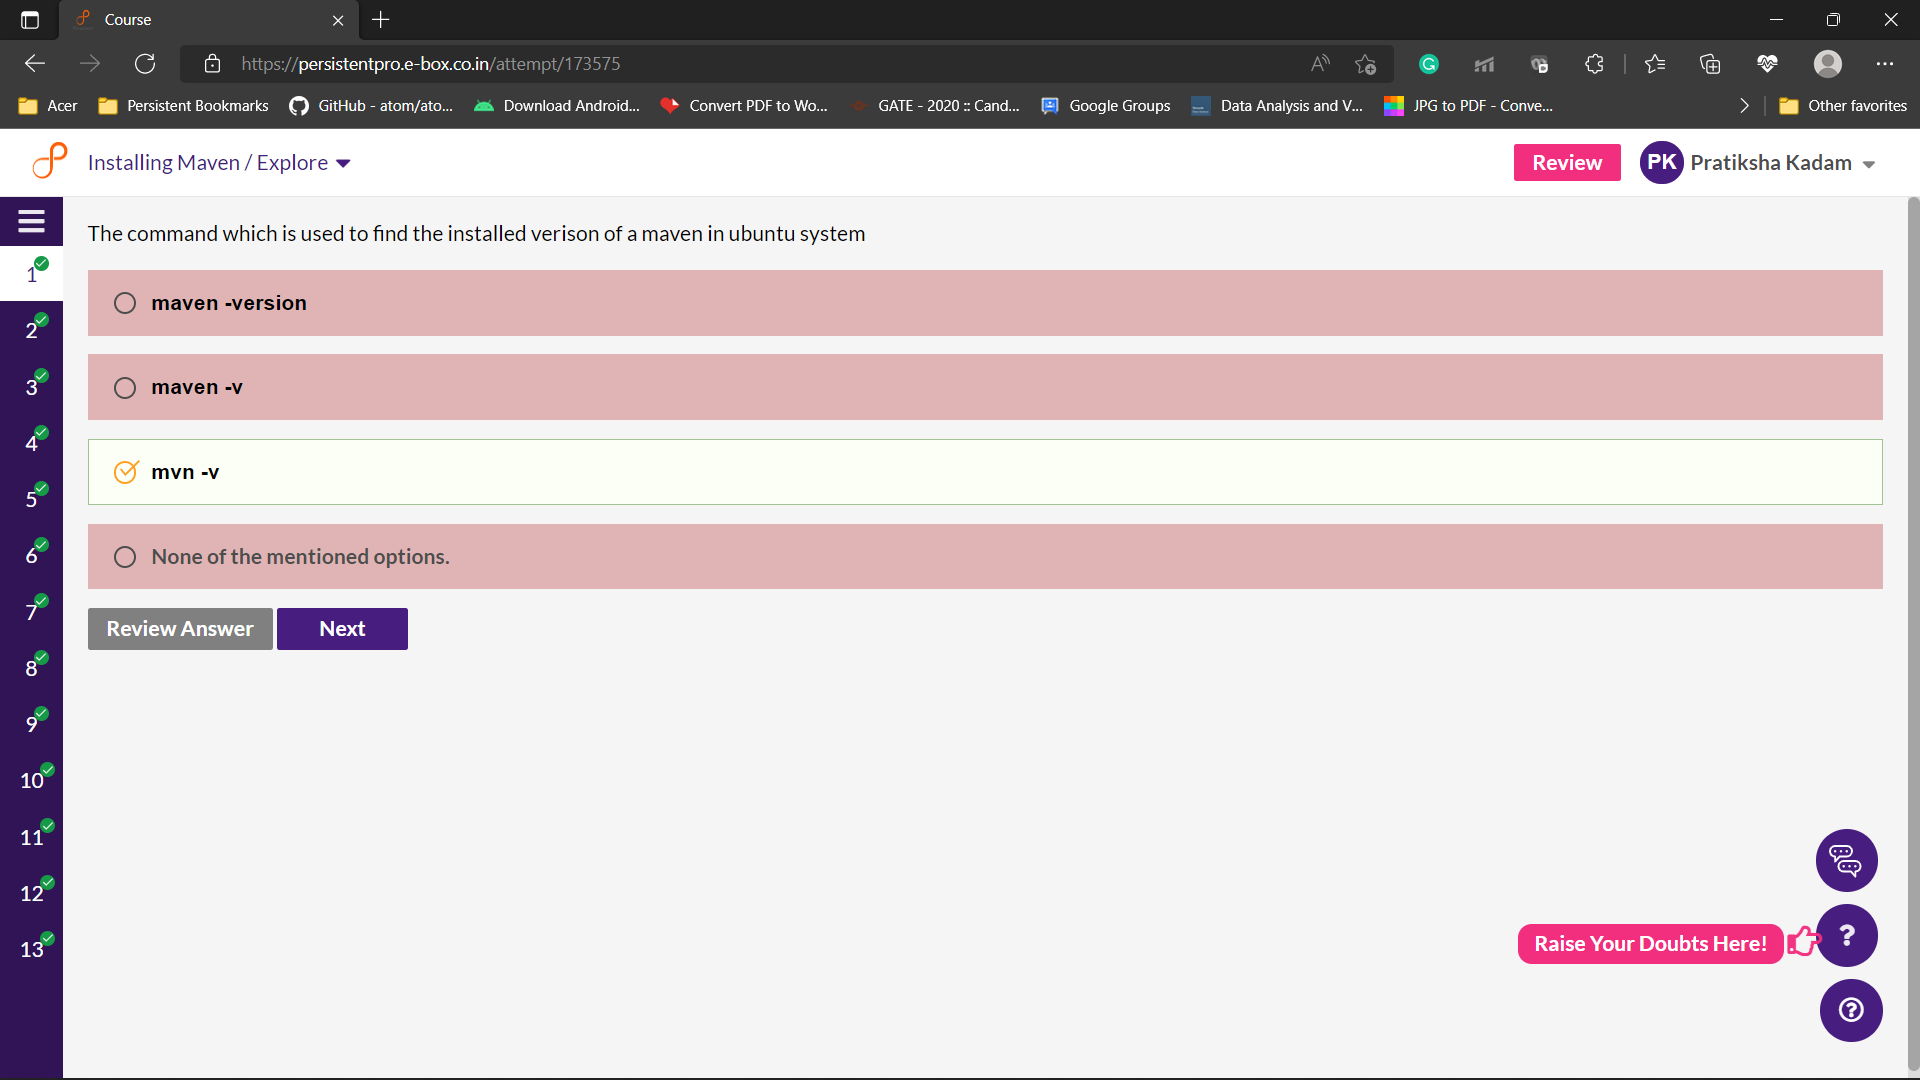 Course
https://persistentpro.e-box.co.in/attempt/173575
Acer
Persistent Bookmarks
GitHub - atom/ato...
Download Android...
Convert PDF to Wo...
GATE - 2020 :: Cand...
Google Groups
Data Analysis and V...
JPG to PDF - Conve...
Other favorites
Installing Maven / Explore
Review
PK
Pratiksha Kadam
The command which is used to find the installed verison of a maven in ubuntu system
1
maven -version
2
3
maven -v
4
mvn -v
5
6
None of the mentioned options.
7
Review Answer
Next
8
9
10
11
12
13
Raise Your Doubts Here!
?
?